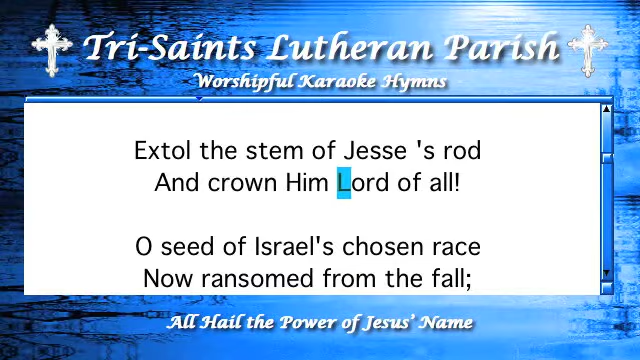 Tri-Saints Lutheran Parish
Worshipful Karaoke Hymns
Extol the stem of Jesse 's rod
And crown Him Lord of all!
O seed of Israel's chosen race
Now ransomed from the fall;
All Hail the Power of Jesus’ Name